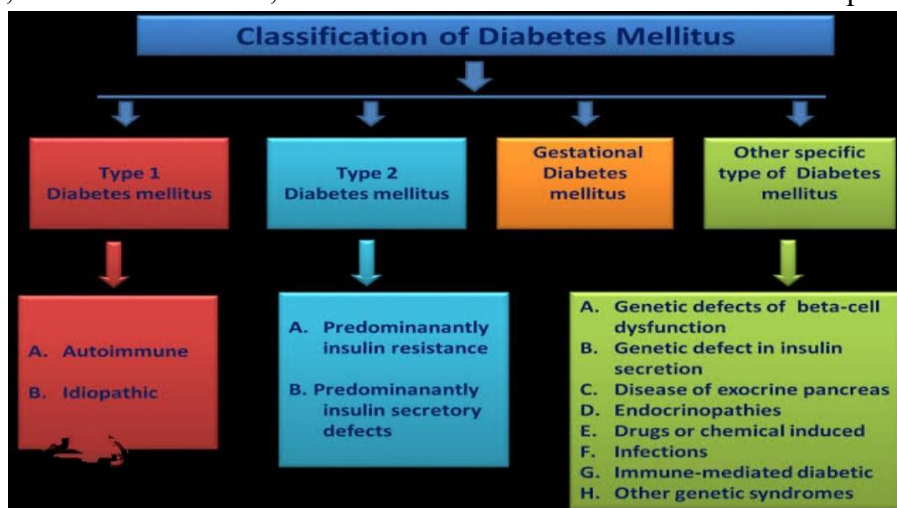 Classification of Diabetes Mellitus
Type 1
Diabetes mellitus
Type 2
Diabetes mellitus
Gestational
Diabetes
mellitus
Other specific
type of Diabetes
mellitus
A. Autoimmune
B. Idiopathic
A. Predominanantly
insulin resistance
B. Predominanantly
insulin secretory
defects
A. Genetic defects of beta-cell
dysfunction
B. Genetic defect in insulin
secretion
C. Disease of exocrine pancreas
D. Endocrinopathies
E. Drugs or chemical induced
F. Infections
G. Immune-mediated diabetic
H. Other genetic syndromes